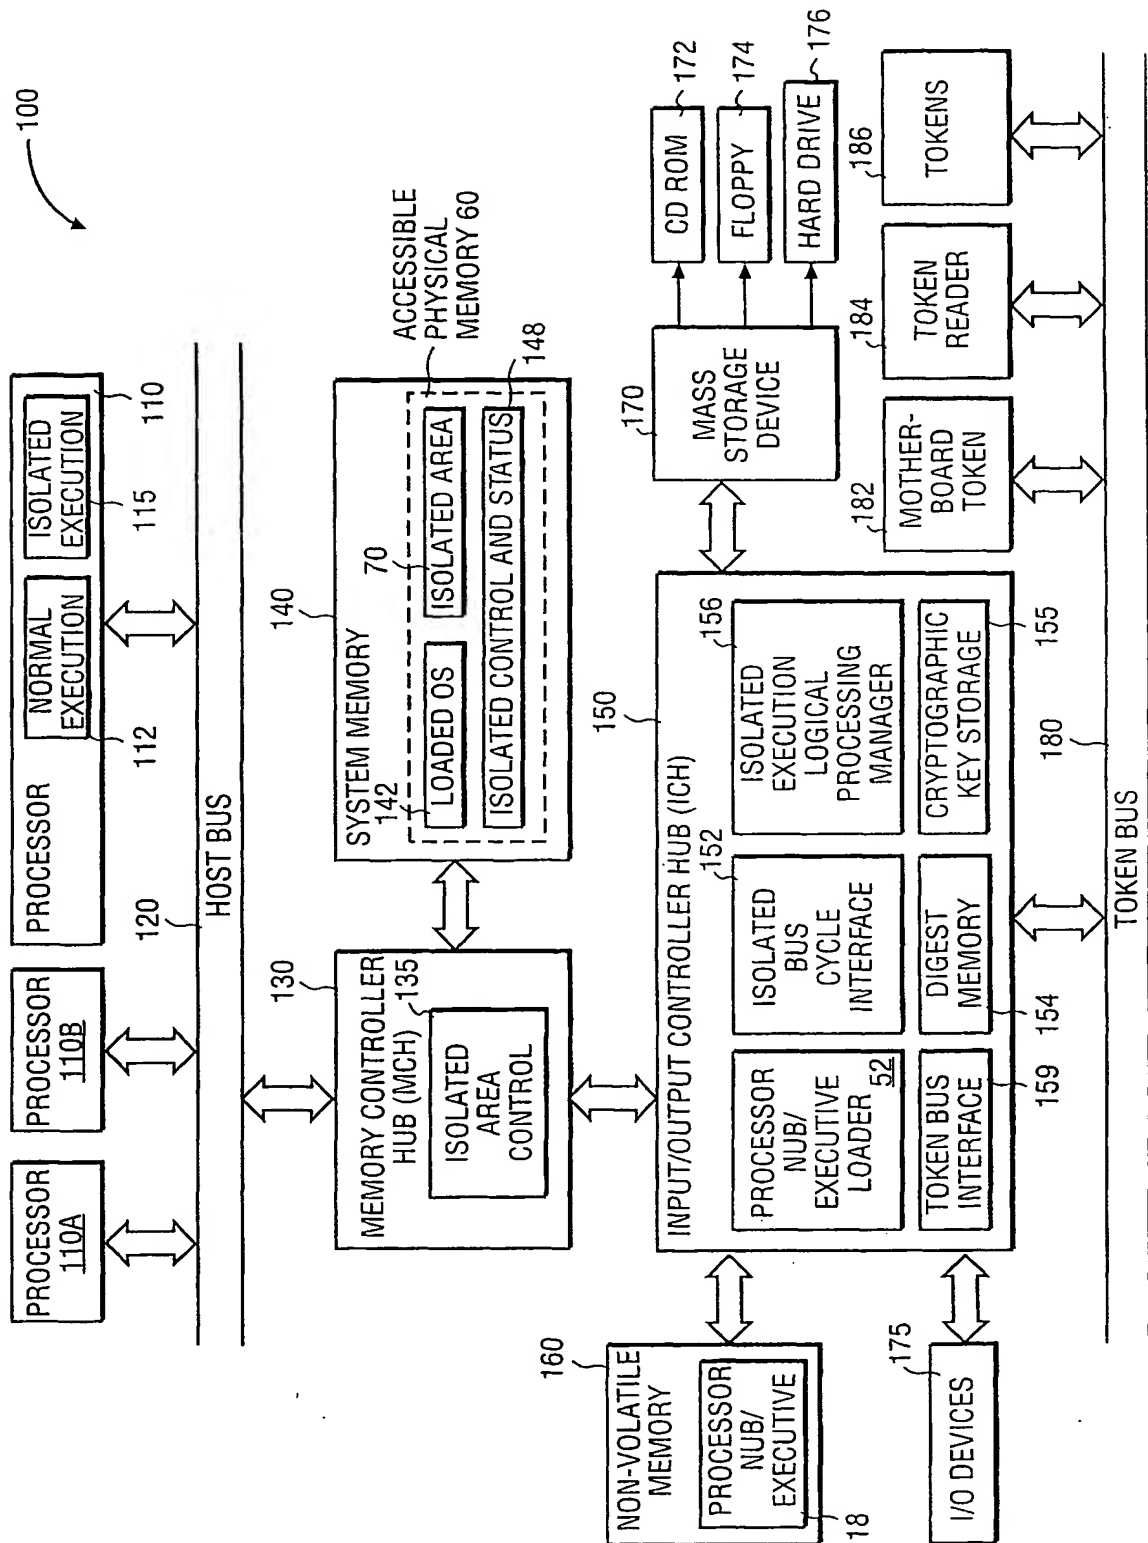 100
PROCESSOR
110A
PROCESSOR
110B
PROCESSOR
NORMAL
EXECUTION
112
ISOLATED
EXECUTION
115
110
120
HOST BUS
130
MEMORY CONTROLLER
HUB (MCH)
135
ISOLATED
AREA
CONTROL
140
SYSTEM MEMORY
142
LOADED OS
70
ISOLATED AREA
ISOLATED CONTROL AND STATUS
148
ACCESSIBLE
PHYSICAL
MEMORY 60
150
INPUT/OUTPUT CONTROLLER HUB (ICH)
PROCESSOR
NUB/
EXECUTIVE
LOADER
52
152
ISOLATED
BUS
CYCLE
INTERFACE
156
ISOLATED
EXECUTION
LOGICAL
PROCESSING
MANAGER
TOKEN BUS
INTERFACE
159
DIGEST
MEMORY
154
CRYPTOGRAPHIC
KEY STORAGE
155
160
NON-VOLATILE
MEMORY
PROCESSOR
NUB/
EXECUTIVE
18
175
I/O DEVICES
170
MASS
STORAGE
DEVICE
CD ROM
172
FLOPPY
174
HARD DRIVE
176
182
MOTHER-
BOARD
TOKEN
184
TOKEN
READER
186
TOKENS
180
TOKEN BUS